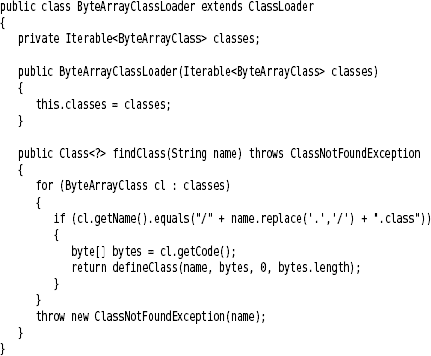 public class ByteArrayClassLoader extends ClassLoader
{
   private Iterable<ByteArrayClass> classes;

   public ByteArrayClassLoader(Iterable<ByteArrayClass> classes)
   {
      this.classes = classes;
   }

   public Class<?> findClass(String name) throws ClassNotFoundException
   {
      for (ByteArrayClass cl : classes)
      {
         if (cl.getName().equals("/" + name.replace('.','/') + ".class"))
         {
            byte[] bytes = cl.getCode();
            return defineClass(name, bytes, 0, bytes.length);
         }
      }
      throw new ClassNotFoundException(name);
   }
}